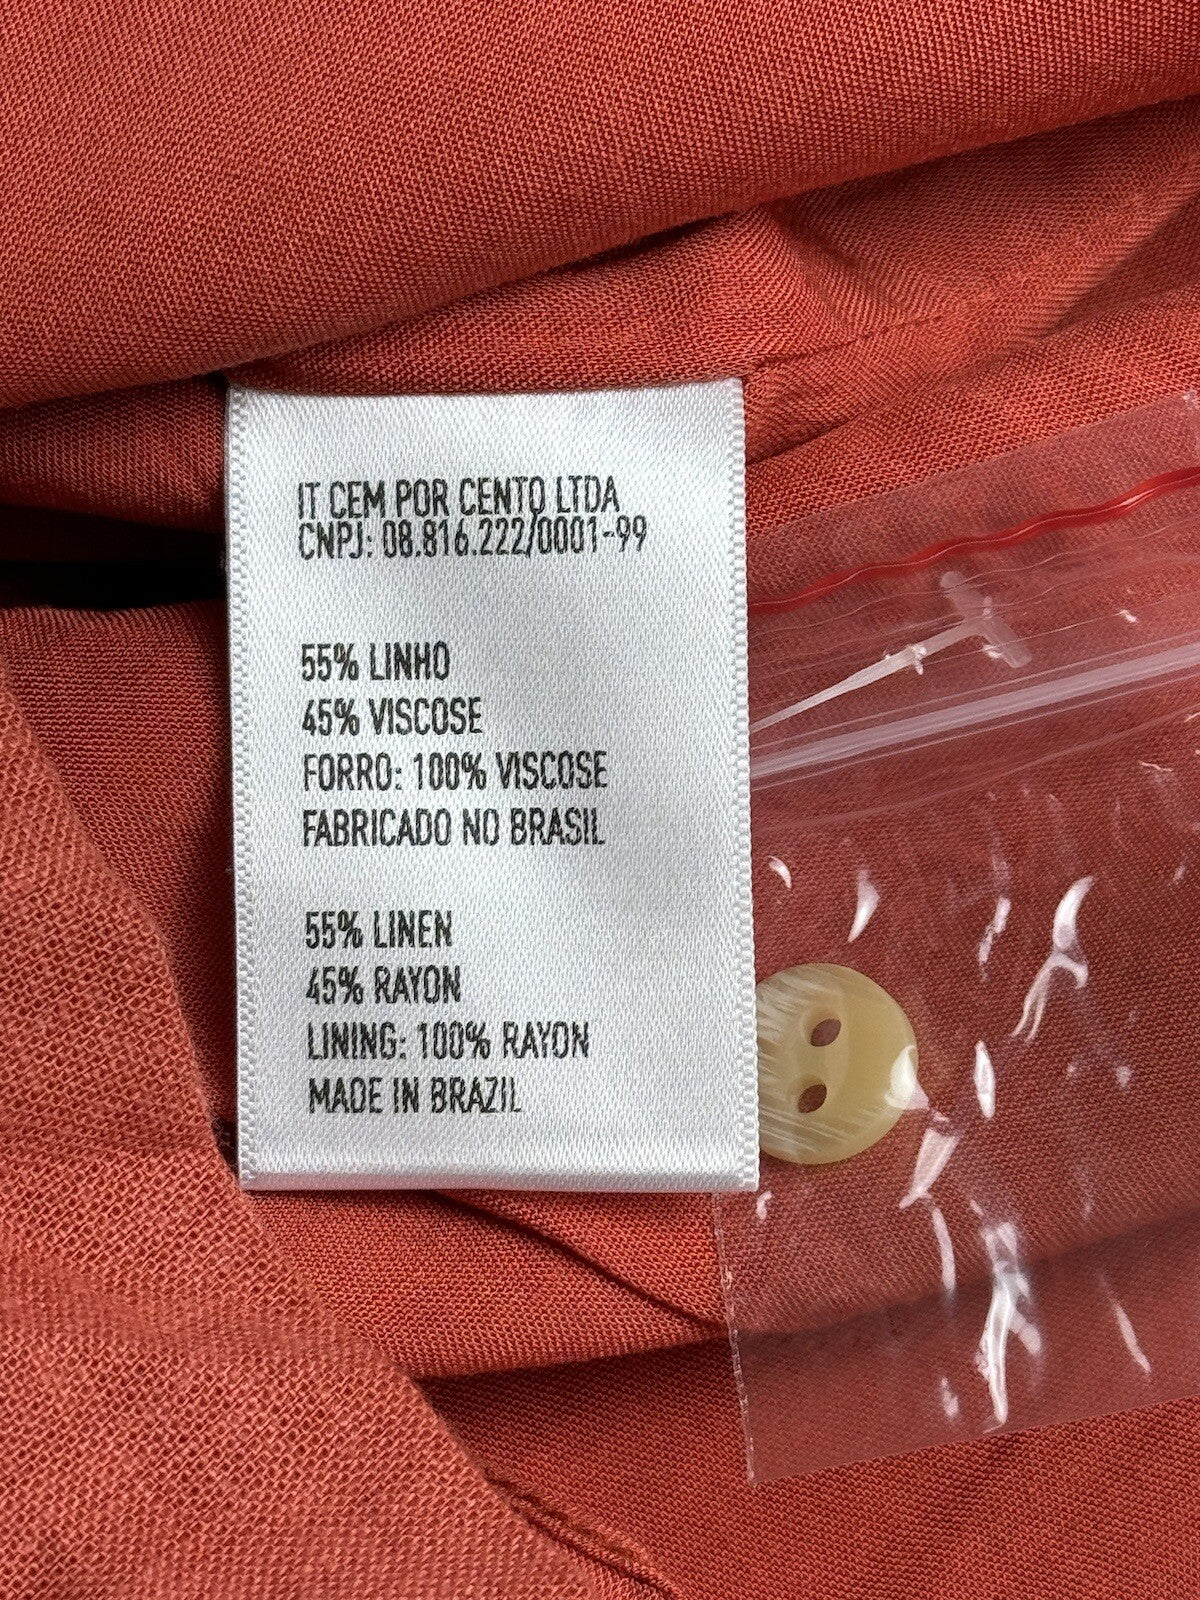 IT CEM POR CENTO LTDA
CNPJ: 08.816.222/0001-99
55% LINHO
45% VISCOSE
FORRO: 100% VISCOSE
FABRICADO NO BRASIL
55% LINEN
45% RAYON
LINING: 100% RAYON
MADE IN BRAZIL